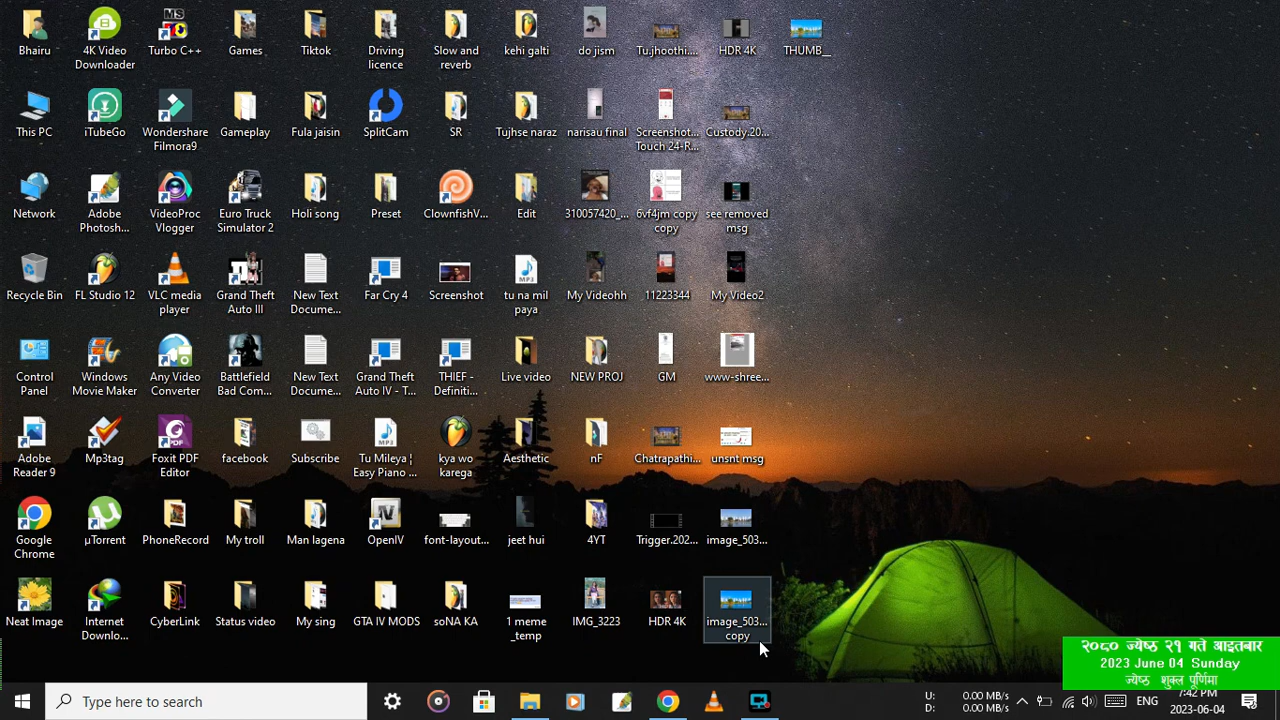 Bhairu
4K Video
Downloader
MS
Turbo C++
Games
Tiktok
Driving
licence
Slow and
reverb
kehi galti
do jism
Tu.jhoothi....
HDR 4K
THUMB__
This PC
iTubeGo
Wondershare
Filmora9
Gameplay
Fula jaisin
SplitCam
SR
Tujhse naraz
narisau final
Screenshot...
Touch 24-R...
Custody.20...
Network
Adobe
Photosh...
VideoProc
Vlogger
Euro Truck
Simulator 2
Holi song
Preset
ClownfishV...
Edit
310057420_...
6vf4jm copy
copy
see removed
msg
Recycle Bin
FL Studio 12
VLC media
player
Grand Theft
Auto III
New Text
Docume...
Far Cry 4
Screenshot
MP3
tu na mil
paya
My Videohh
11223344
My Video2
Control
Panel
Windows
Movie Maker
Any Video
Converter
Battlefield
Bad Com...
New Text
Docume...
Grand Theft
Auto IV - T...
THIEF -
Definiti...
Live video
NEW PROJ
GM
www-shree...
Adobe
Reader 9
Mp3tag
PDF
Foxit PDF
Editor
facebook
Subscribe
MP3
Tu Mileya ¦
Easy Piano ...
kya wo
karega
Aesthetic
nF
Chatrapathi...
unsnt msg
Google
Chrome
µTorrent
PhoneRecord
My troll
Man lagena
OpenIV
font-layout...
jeet hui
4YT
Trigger.202...
image_503...
Neat Image
Internet
Downlo...
CyberLink
Status video
My sing
GTA IV MODS
soNA KA
1 meme
_temp
IMG_3223
HDR 4K
image_503...
copy
२०८० ज्येष्ठ २१ गते आइतबार
2023 June 04 Sunday
ज्येष्ठ शुक्ल पूर्णिमा
Type here to search
U: 0.00 MB/s
D: 0.00 MB/s
ENG
7:42 PM
2023-06-04